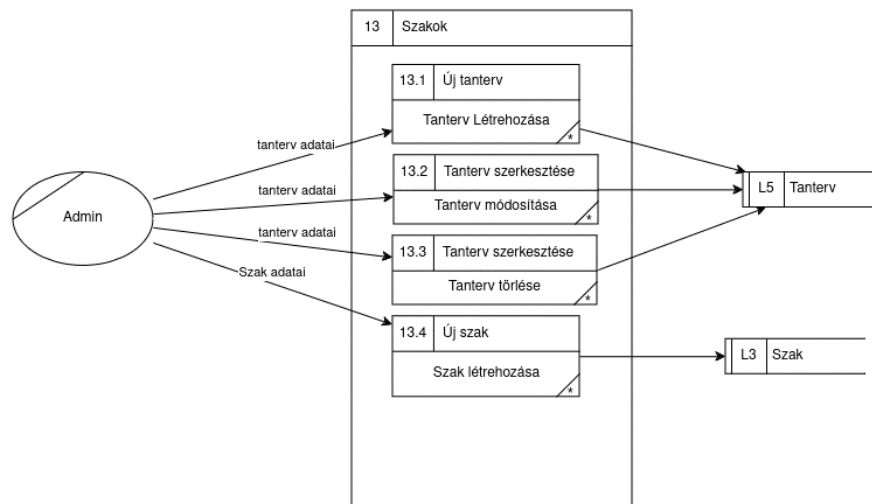 13 Szakok
13.1 Új tanterv
Tanterv Létrehozása
*
tanterv adatai
13.2 Tanterv szerkesztése
Tanterv módosítása
*
tanterv adatai
L5 Tanterv
Admin
tanterv adatai
13.3 Tanterv szerkesztése
Tanterv törlése
*
Szak adatai
13.4 Új szak
Szak létrehozása
*
L3 Szak